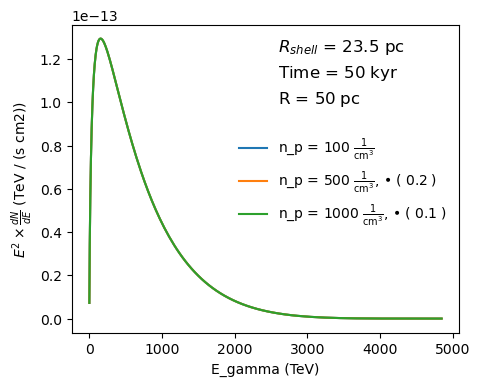 1e−13
R_shell = 23.5 pc
Time = 50 kyr
R = 50 pc
n_p = 100 1/cm³
n_p = 500 1/cm³, • ( 0.2 )
n_p = 1000 1/cm³, • ( 0.1 )
E² × dN/dE (TeV / (s cm2))
1.2
1.0
0.8
0.6
0.4
0.2
0.0
0 1000 2000 3000 4000 5000
E_gamma (TeV)